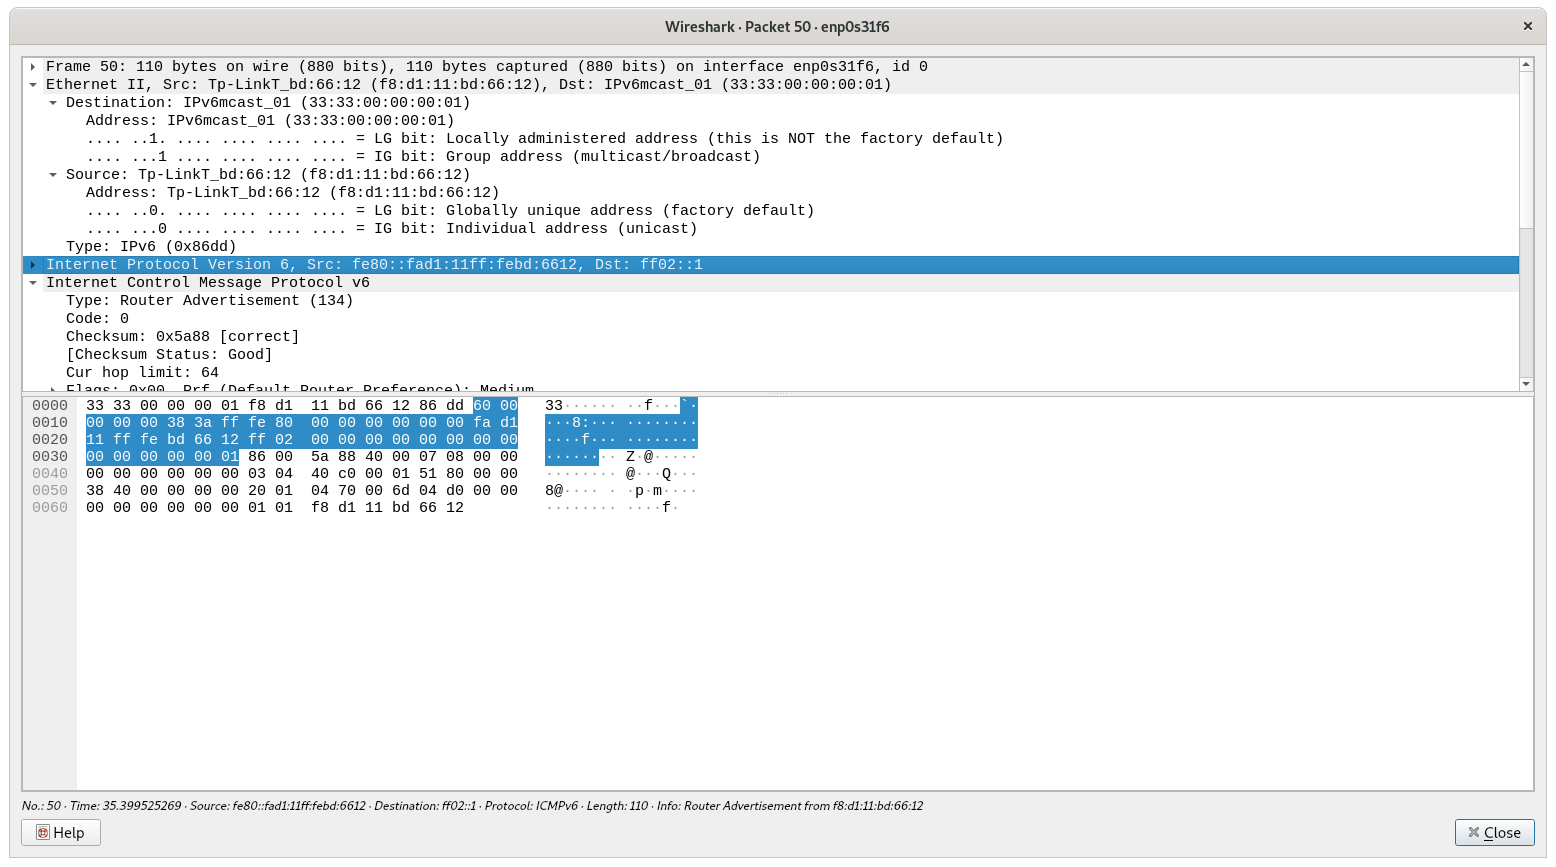 Wireshark · Packet 50 · enp0s31f6
Frame 50: 110 bytes on wire (880 bits), 110 bytes captured (880 bits) on interface enp0s31f6, id 0
Ethernet II, Src: Tp-LinkT_bd:66:12 (f8:d1:11:bd:66:12), Dst: IPv6mcast_01 (33:33:00:00:00:01)
Destination: IPv6mcast_01 (33:33:00:00:00:01)
Address: IPv6mcast_01 (33:33:00:00:00:01)
.... ..1. .... .... .... .... = LG bit: Locally administered address (this is NOT the factory default)
.... ...1 .... .... .... .... = IG bit: Group address (multicast/broadcast)
Source: Tp-LinkT_bd:66:12 (f8:d1:11:bd:66:12)
Address: Tp-LinkT_bd:66:12 (f8:d1:11:bd:66:12)
.... ..0. .... .... .... .... = LG bit: Globally unique address (factory default)
.... ...0 .... .... .... .... = IG bit: Individual address (unicast)
Type: IPv6 (0x86dd)
Internet Protocol Version 6, Src: fe80::fad1:11ff:febd:6612, Dst: ff02::1
Internet Control Message Protocol v6
Type: Router Advertisement (134)
Code: 0
Checksum: 0x5a88 [correct]
[Checksum Status: Good]
Cur hop limit: 64
Flags: 0x00, Prf (Default Router Preference): Medium
0000 33 33 00 00 00 01 f8 d1 11 bd 66 12 86 dd 60 00 33······ ··f···`·
0010 00 00 00 38 3a ff fe 80 00 00 00 00 00 00 fa d1 ···8:··· ········
0020 11 ff fe bd 66 12 ff 02 00 00 00 00 00 00 00 00 ····f··· ········
0030 00 00 00 00 00 01 86 00 5a 88 40 00 07 08 00 00 ········ Z·@·····
0040 00 00 00 00 00 00 03 04 40 c0 00 01 51 80 00 00 ········ @···Q···
0050 38 40 00 00 00 00 20 01 04 70 00 6d 04 d0 00 00 8@···· · ·p·m····
0060 00 00 00 00 00 00 01 01 f8 d1 11 bd 66 12 ········ ····f·
No.: 50 · Time: 35.399525269 · Source: fe80::fad1:11ff:febd:6612 · Destination: ff02::1 · Protocol: ICMPv6 · Length: 110 · Info: Router Advertisement from f8:d1:11:bd:66:12
Help
Close